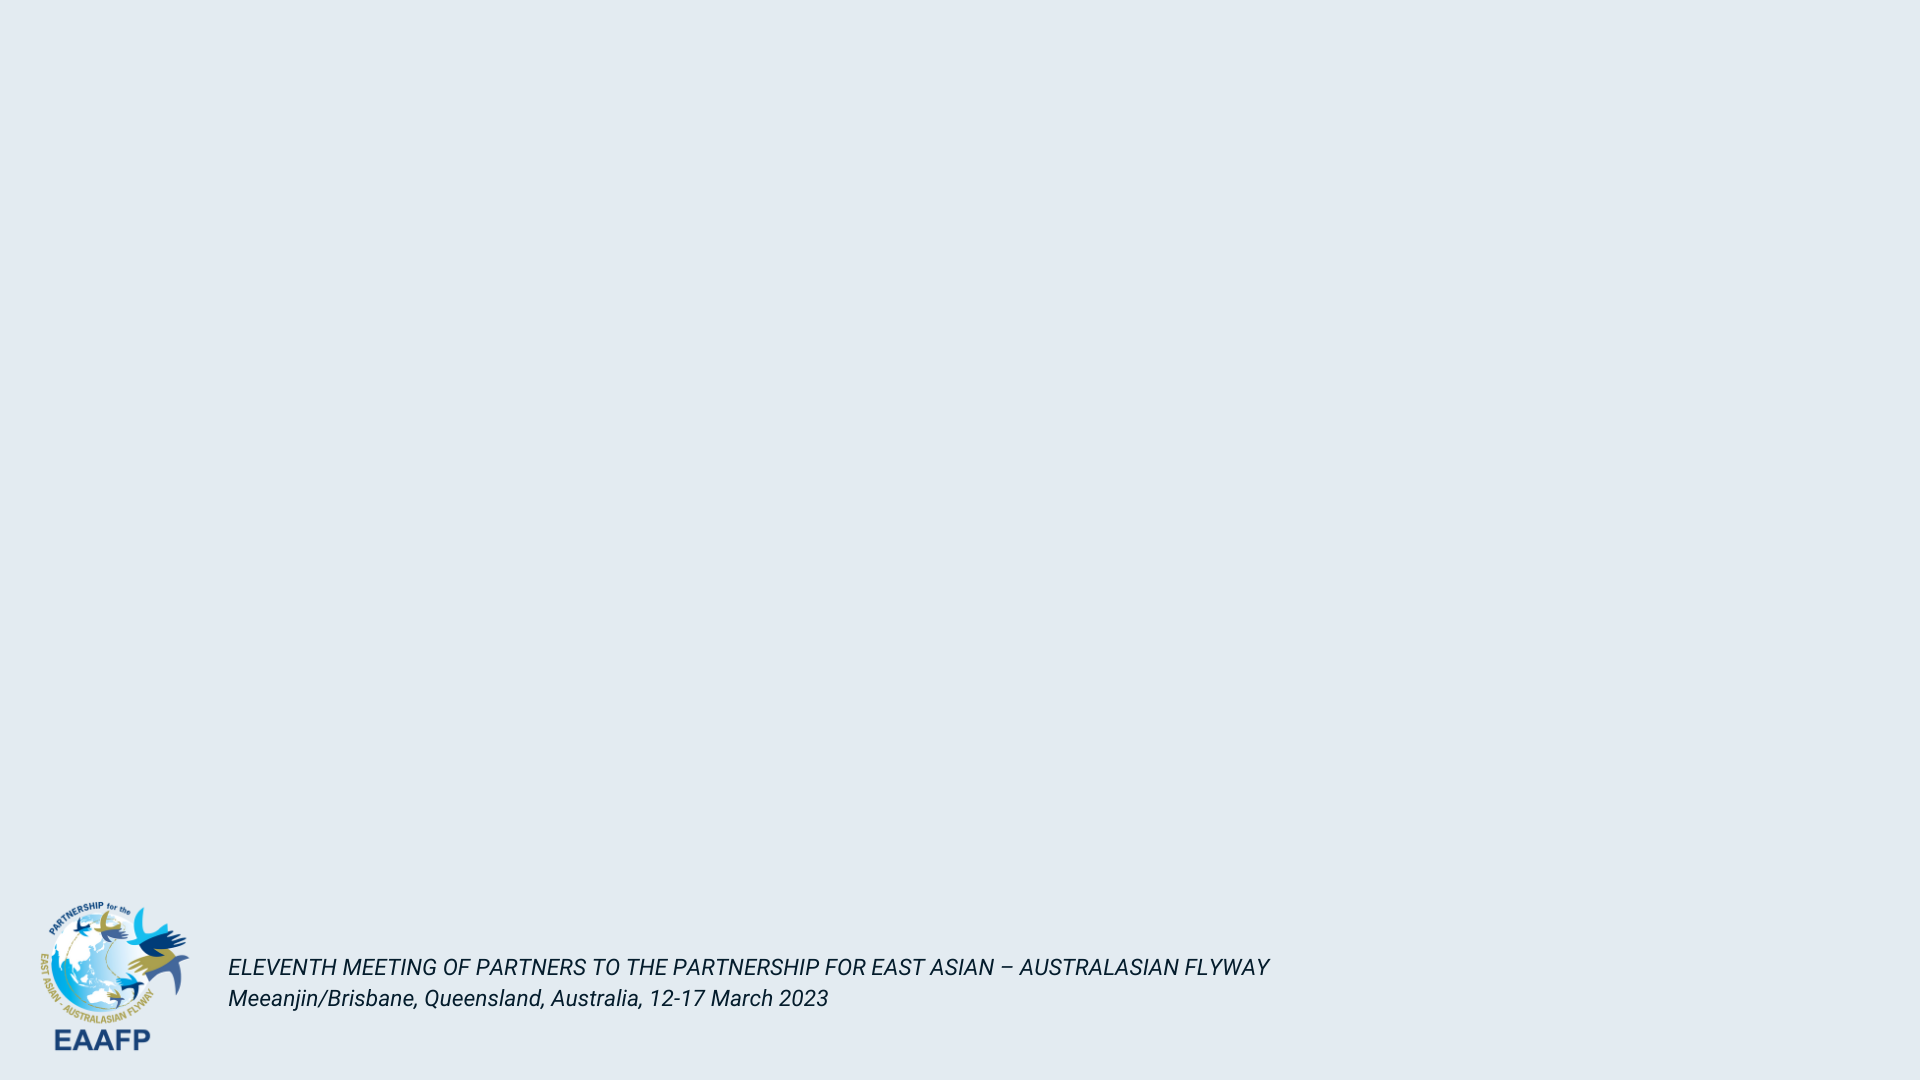 PARTNERSHIP for the
EAST ASIAN - AUSTRALASIAN FLYWAY
EAAFP
ELEVENTH MEETING OF PARTNERS TO THE PARTNERSHIP FOR EAST ASIAN – AUSTRALASIAN FLYWAY
Meeanjin/Brisbane, Queensland, Australia, 12-17 March 2023